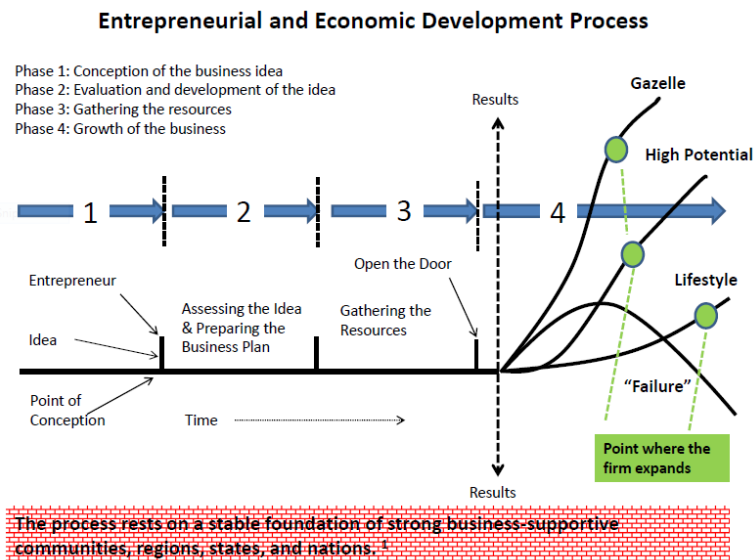 Entrepreneurial and Economic Development Process
Phase 1: Conception of the business idea
Phase 2: Evaluation and development of the idea
Phase 3: Gathering the resources
Phase 4: Growth of the business
Results
Gazelle
High Potential
1
2
3
4
Open the Door
Lifestyle
Entrepreneur
Assessing the Idea
& Preparing the
Business Plan
Gathering the
Resources
Idea
"Failure"
Point of
Conception
Time
Point where the
firm expands
Results
The process rests on a stable foundation of strong business-supportive
communities, regions, states, and nations. 1